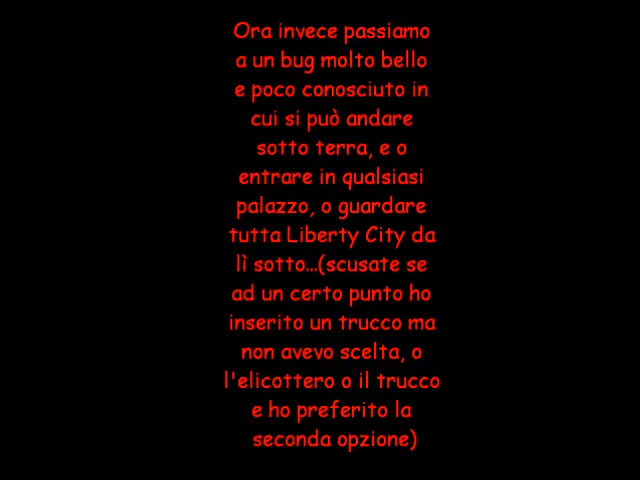 Ora invece passiamo
a un bug molto bello
e poco conosciuto in
cui si può andare
sotto terra, e o
entrare in qualsiasi
palazzo, o guardare
tutta Liberty City da
lì sotto...(scusate se
ad un certo punto ho
inserito un trucco ma
non avevo scelta, o
l'elicottero o il trucco
e ho preferito la
seconda opzione)